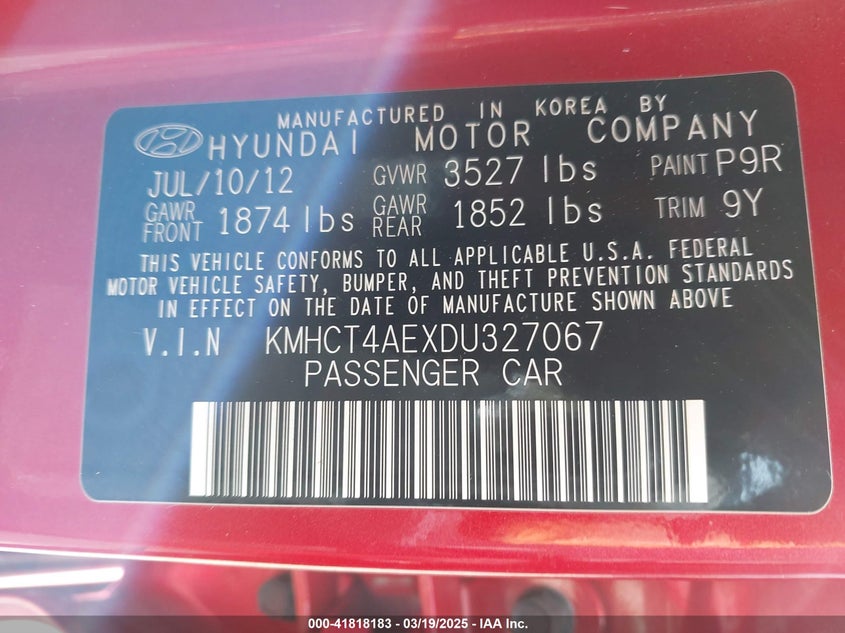 MANUFACTURED IN KOREA BY
HYUNDAI MOTOR COMPANY
JUL/10/12 GVWR 3527 lbs PAINT P9R
GAWR FRONT 1874 lbs GAWR REAR 1852 lbs TRIM 9Y
THIS VEHICLE CONFORMS TO ALL APPLICABLE U.S.A. FEDERAL
MOTOR VEHICLE SAFETY, BUMPER, AND THEFT PREVENTION STANDARDS
IN EFFECT ON THE DATE OF MANUFACTURE SHOWN ABOVE
V.I.N KMHCT4AEXDU327067
PASSENGER CAR
000-41818183 - 03/19/2025 - IAA Inc.